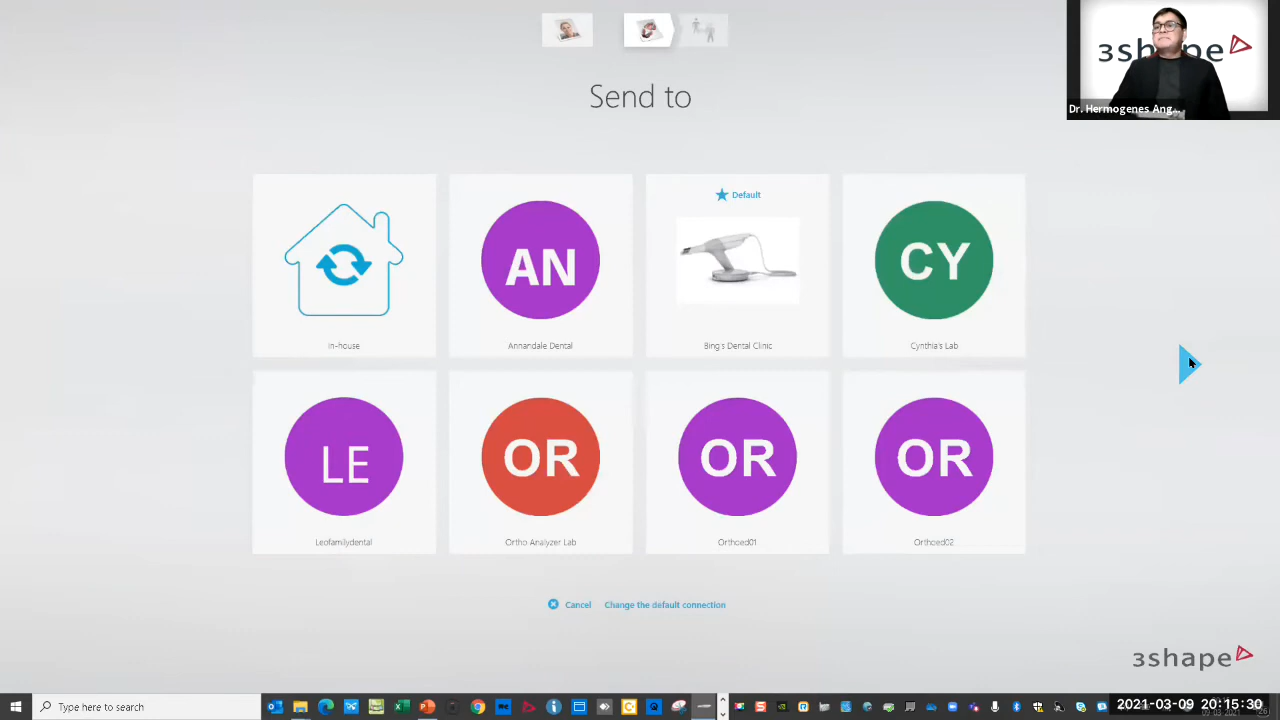 3shape
Dr. Hermogenes Ang...
Send to
Default
AN
CY
In-house
Annandale Dental
Bing's Dental Clinic
Cynthia's Lab
LE
OR
OR
OR
Leofamilydental
Ortho Analyzer Lab
Orthoed01
Orthoed02
Cancel
Change the default connection
3shape
Type here to search
2021-03-09 20:15:30